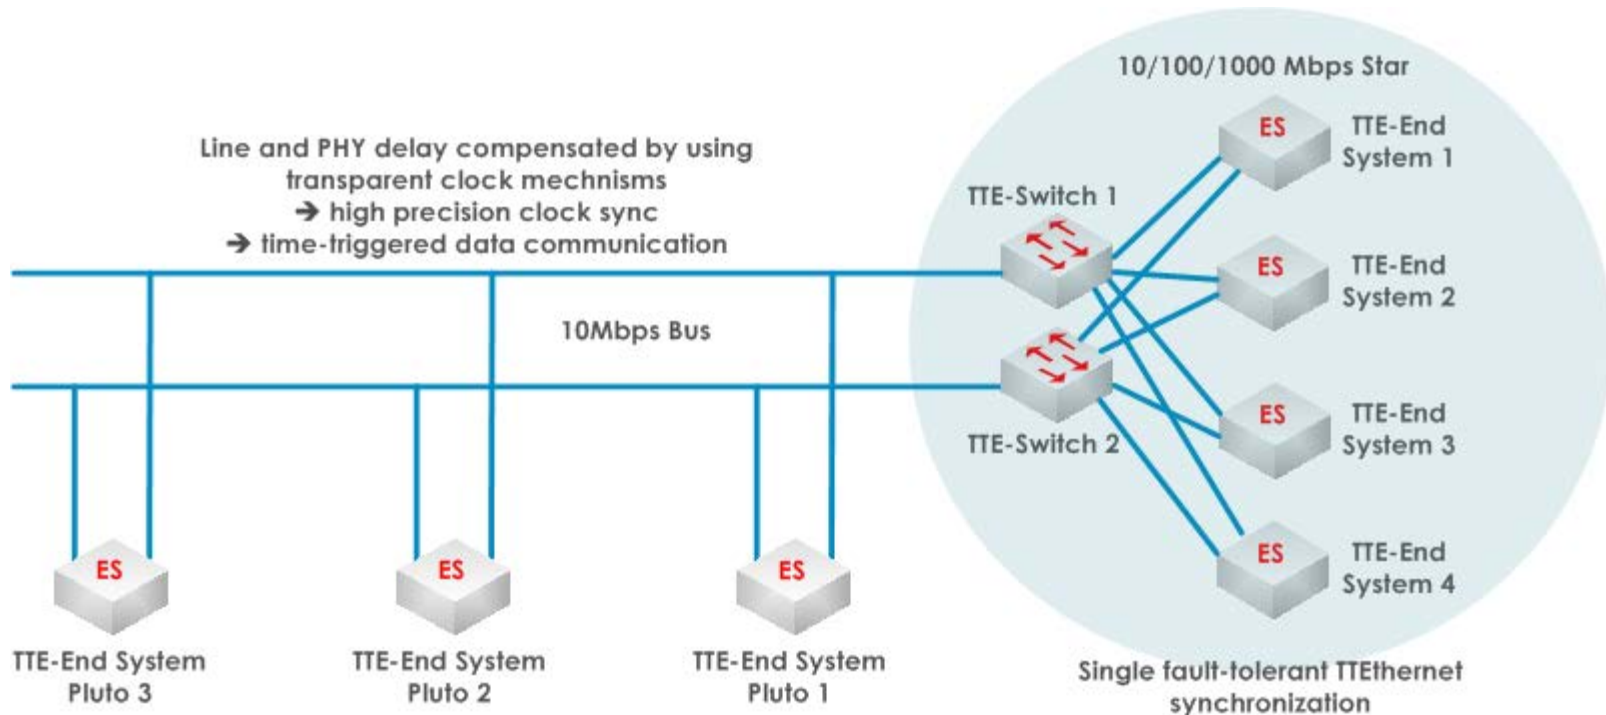 10/100/1000 Mbps Star
Line and PHY delay compensated by using
transparent clock mechnisms
➔ high precision clock sync
➔ time-triggered data communication
TTE-Switch 1
10Mbps Bus
TTE-Switch 2
ES
TTE-End
System 1
ES
TTE-End
System 2
ES
TTE-End
System 3
ES
TTE-End
System 4
ES
TTE-End System
Pluto 3
ES
TTE-End System
Pluto 2
ES
TTE-End System
Pluto 1
Single fault-tolerant TTEthernet
synchronization